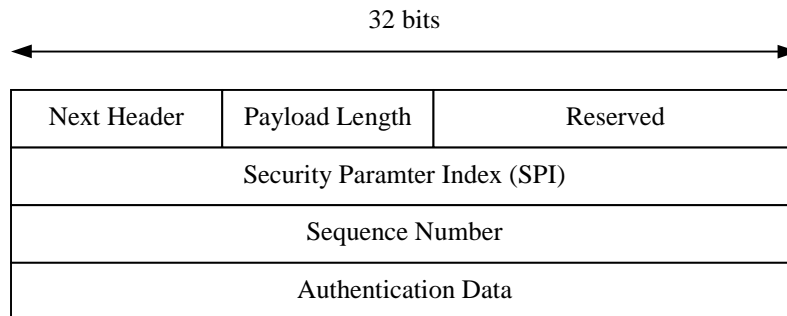 32 bits
Next Header Payload Length Reserved
Security Paramter Index (SPI)
Sequence Number
Authentication Data